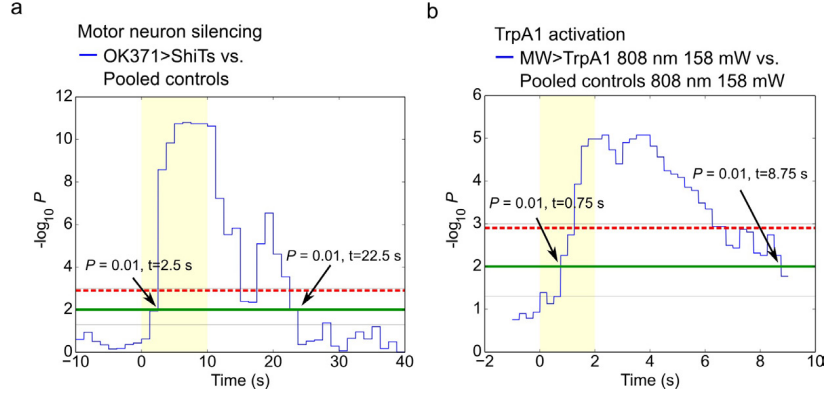 a
Motor neuron silencing
OK371>ShiTs vs.
Pooled controls
12
10
8
6
4
2
0
-log10 P
P = 0.01, t=2.5 s
P = 0.01, t=22.5 s
−10
0
10
20
30
40
Time (s)
b
TrpA1 activation
MW>TrpA1 808 nm 158 mW vs.
Pooled controls 808 nm 158 mW
6
5
4
3
2
1
0
-log10 P
P = 0.01, t=0.75 s
P = 0.01, t=8.75 s
−2
0
2
4
6
8
10
Time (s)